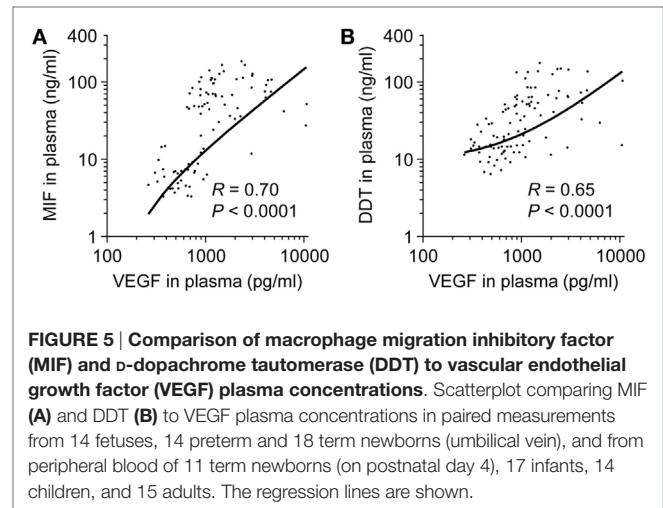 A
B
400
100
10
1
MIF in plasma (ng/ml)
R = 0.70
P < 0.0001
100
1000
10000
VEGF in plasma (pg/ml)
400
100
10
1
DDT in plasma (ng/ml)
R = 0.65
P < 0.0001
100
1000
10000
VEGF in plasma (pg/ml)
FIGURE 5 | Comparison of macrophage migration inhibitory factor
(MIF) and D-dopachrome tautomerase (DDT) to vascular endothelial
growth factor (VEGF) plasma concentrations. Scatterplot comparing MIF
(A) and DDT (B) to VEGF plasma concentrations in paired measurements
from 14 fetuses, 14 preterm and 18 term newborns (umbilical vein), and from
peripheral blood of 11 term newborns (on postnatal day 4), 17 infants, 14
children, and 15 adults. The regression lines are shown.